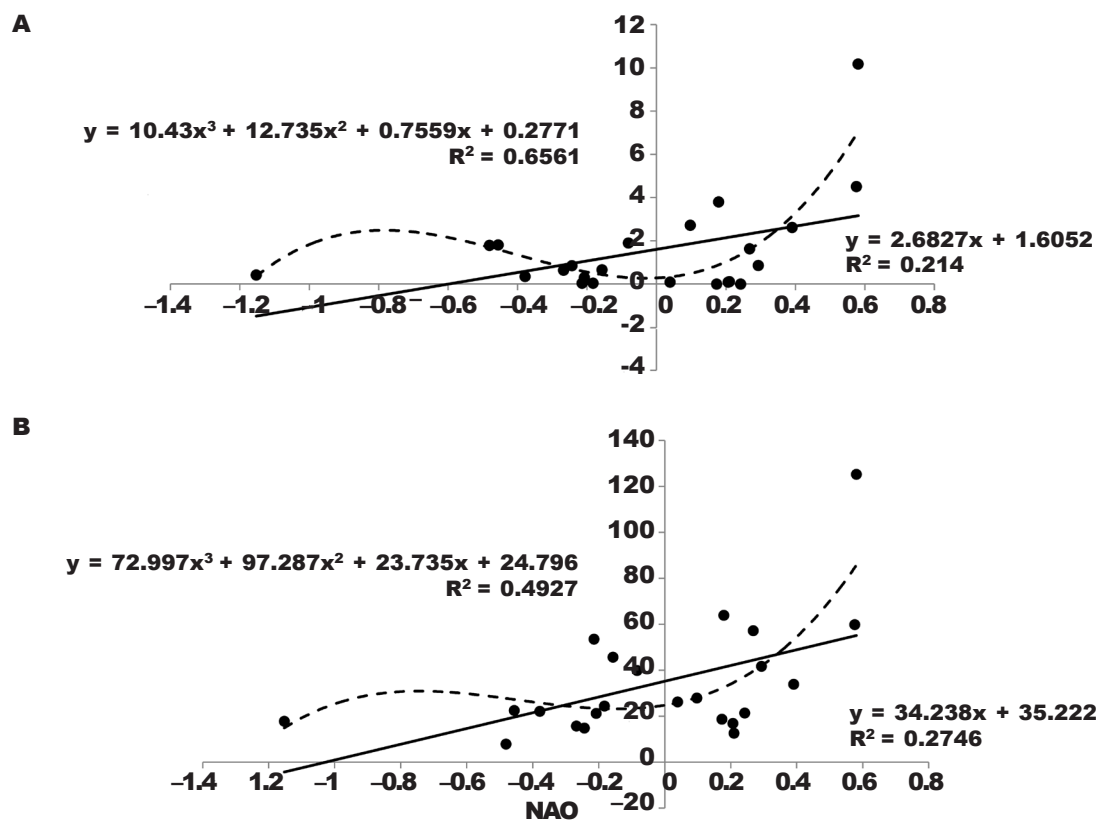 A
12
10
8
6
4
2
0
-2
-4
y = 10.43x³ + 12.735x² + 0.7559x + 0.2771
R² = 0.6561
y = 2.6827x + 1.6052
R² = 0.214
–1.4 –1.2 –1 –0.8 – –0.6 –0.4 –0.2 0.2 0.4 0.6 0.8
B
140
120
100
80
60
40
20
0
–20
y = 72.997x³ + 97.287x² + 23.735x + 24.796
R² = 0.4927
y = 34.238x + 35.222
R² = 0.2746
–1.4 1.2 –1 –0.8 –0.6 –0.4 –0.2 0 0.2 0.4 0.6 0.8
NAO